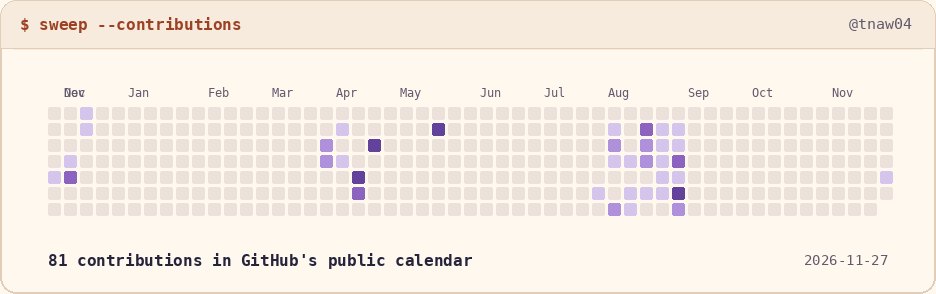 $ sweep --contributions
@tnaw04
Dec Jan Feb Mar Apr May Jun Jul Aug Sep Oct Nov
81 contributions in GitHub's public calendar
2026-11-27